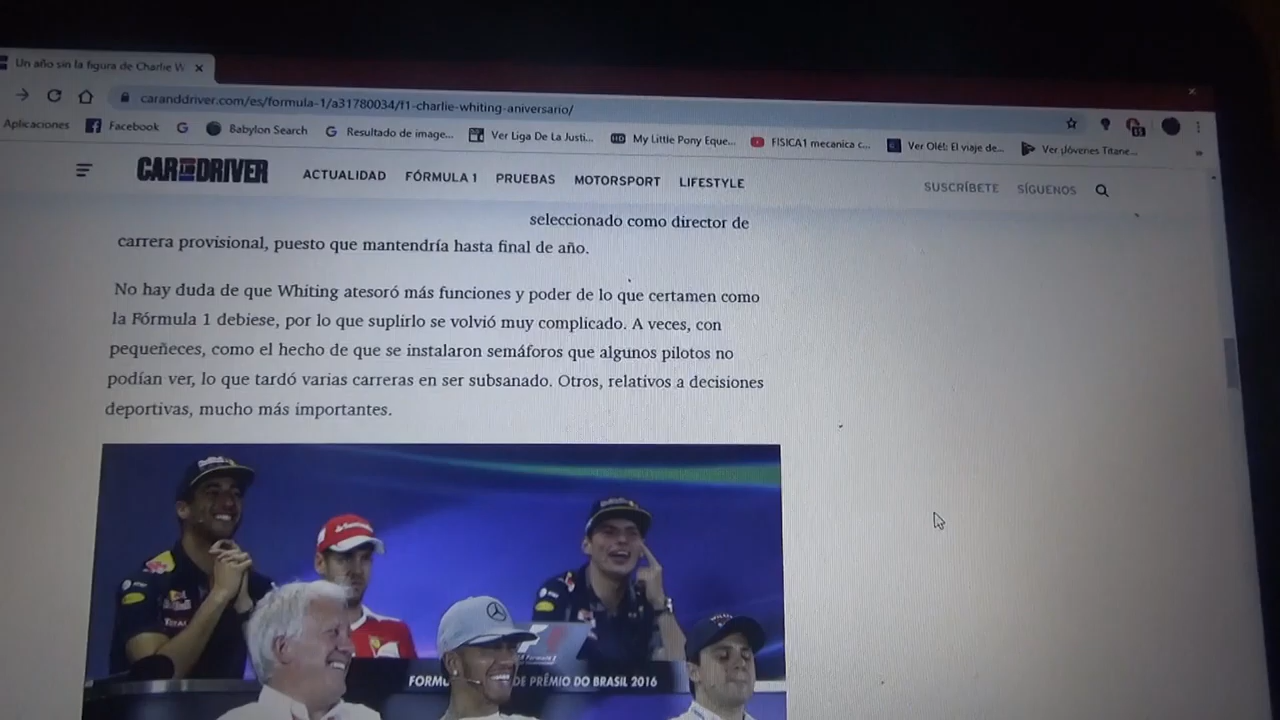 Un año sin la figura de Charlie W
caranddriver.com/es/formula-1/a31780034/f1-charlie-whiting-aniversario/
Aplicaciones Facebook Babylon Search Resultado de image... Ver Liga De La Justi... My Little Pony Eque... FISICA1 mecanica c... Ver Olé!: El viaje de... Ver ¡Jóvenes Titane...
CAR AND DRIVER ACTUALIDAD FÓRMULA 1 PRUEBAS MOTORSPORT LIFESTYLE SUSCRÍBETE SÍGUENOS
seleccionado como director de
carrera provisional, puesto que mantendría hasta final de año.
No hay duda de que Whiting atesoró más funciones y poder de lo que certamen como
la Fórmula 1 debiese, por lo que suplirlo se volvió muy complicado. A veces, con
pequeñeces, como el hecho de que se instalaron semáforos que algunos pilotos no
podían ver, lo que tardó varias carreras en ser subsanado. Otros, relativos a decisiones
deportivas, mucho más importantes.
FORMU DE PRÊMIO DO BRASIL 2016